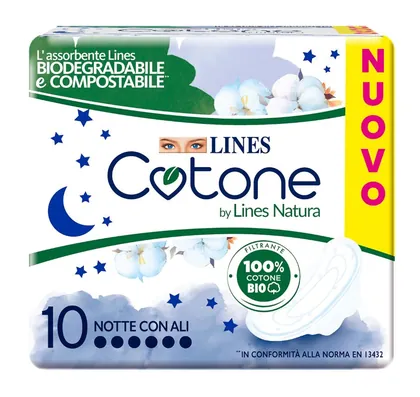 L'assorbente Lines
BIODEGRADABILE
e COMPOSTABILE**
NUOVO
LINES
Cotone
by Lines Natura
FILTRANTE
100%
COTONE
BIO
10 NOTTE CON ALI
**IN CONFORMITÀ ALLA NORMA EN 13432